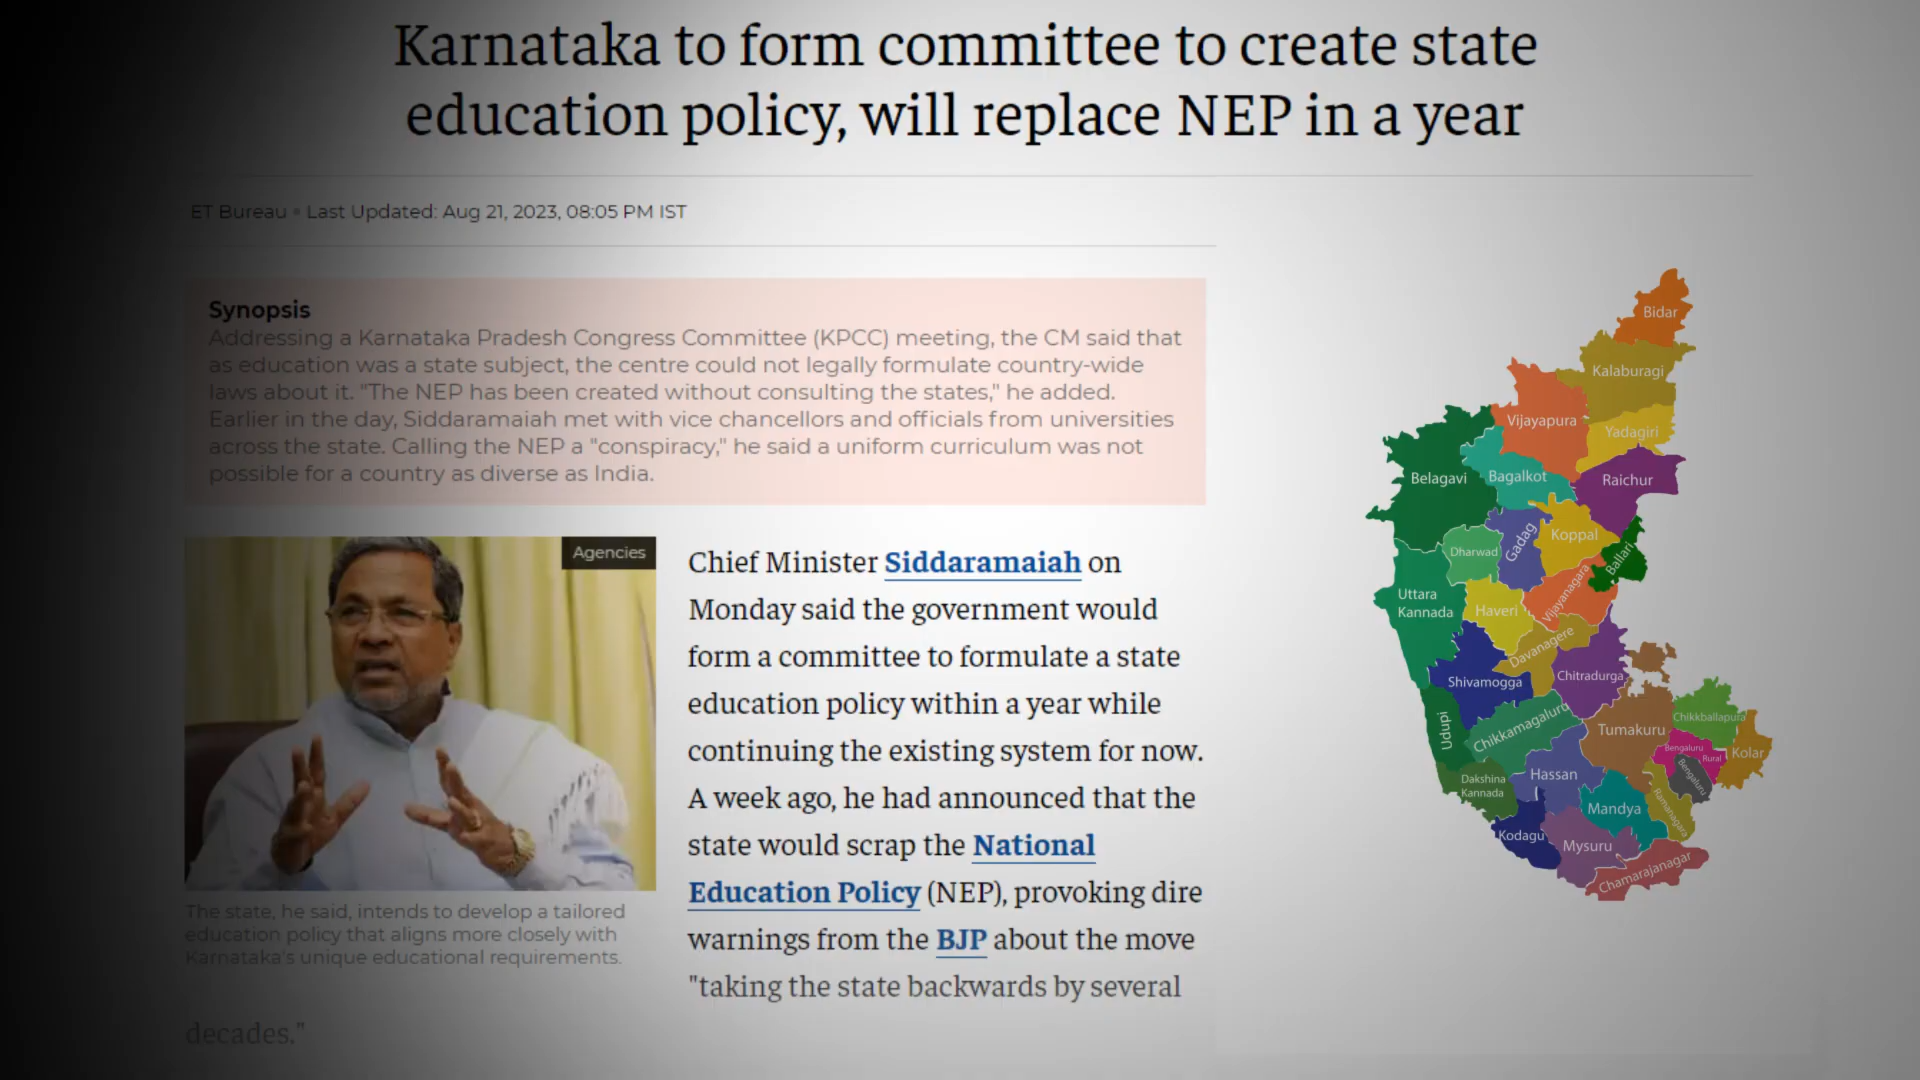 Karnataka to form committee to create state
education policy, will replace NEP in a year
ET Bureau • Last Updated: Aug 21, 2023, 08:05 PM IST
Synopsis
Addressing a Karnataka Pradesh Congress Committee (KPCC) meeting, the CM said that
as education was a state subject, the centre could not legally formulate country-wide
laws about it. "The NEP has been created without consulting the states," he added.
Earlier in the day, Siddaramaiah met with vice chancellors and officials from universities
across the state. Calling the NEP a "conspiracy," he said a uniform curriculum was not
possible for a country as diverse as India.
Agencies
The state, he said, intends to develop a tailored
education policy that aligns more closely with
Karnataka's unique educational requirements.
Chief Minister Siddaramaiah on
Monday said the government would
form a committee to formulate a state
education policy within a year while
continuing the existing system for now.
A week ago, he had announced that the
state would scrap the National
Education Policy (NEP), provoking dire
warnings from the BJP about the move
"taking the state backwards by several
decades."
Bidar
Kalaburagi
Vijayapura
Yadagiri
Belagavi
Bagalkot
Raichur
Dharwad
Gadag
Koppal
Ballari
Uttara
Kannada
Haveri
Vijayanagara
Davanagere
Shivamogga
Chitradurga
Udupi
Chikkamagaluru
Tumakuru
Chikkballapura
Bengaluru
Rural
Kolar
Bengaluru
Dakshina
Kannada
Hassan
Mandya
Ramanagara
Kodagu
Mysuru
Chamarajanagar